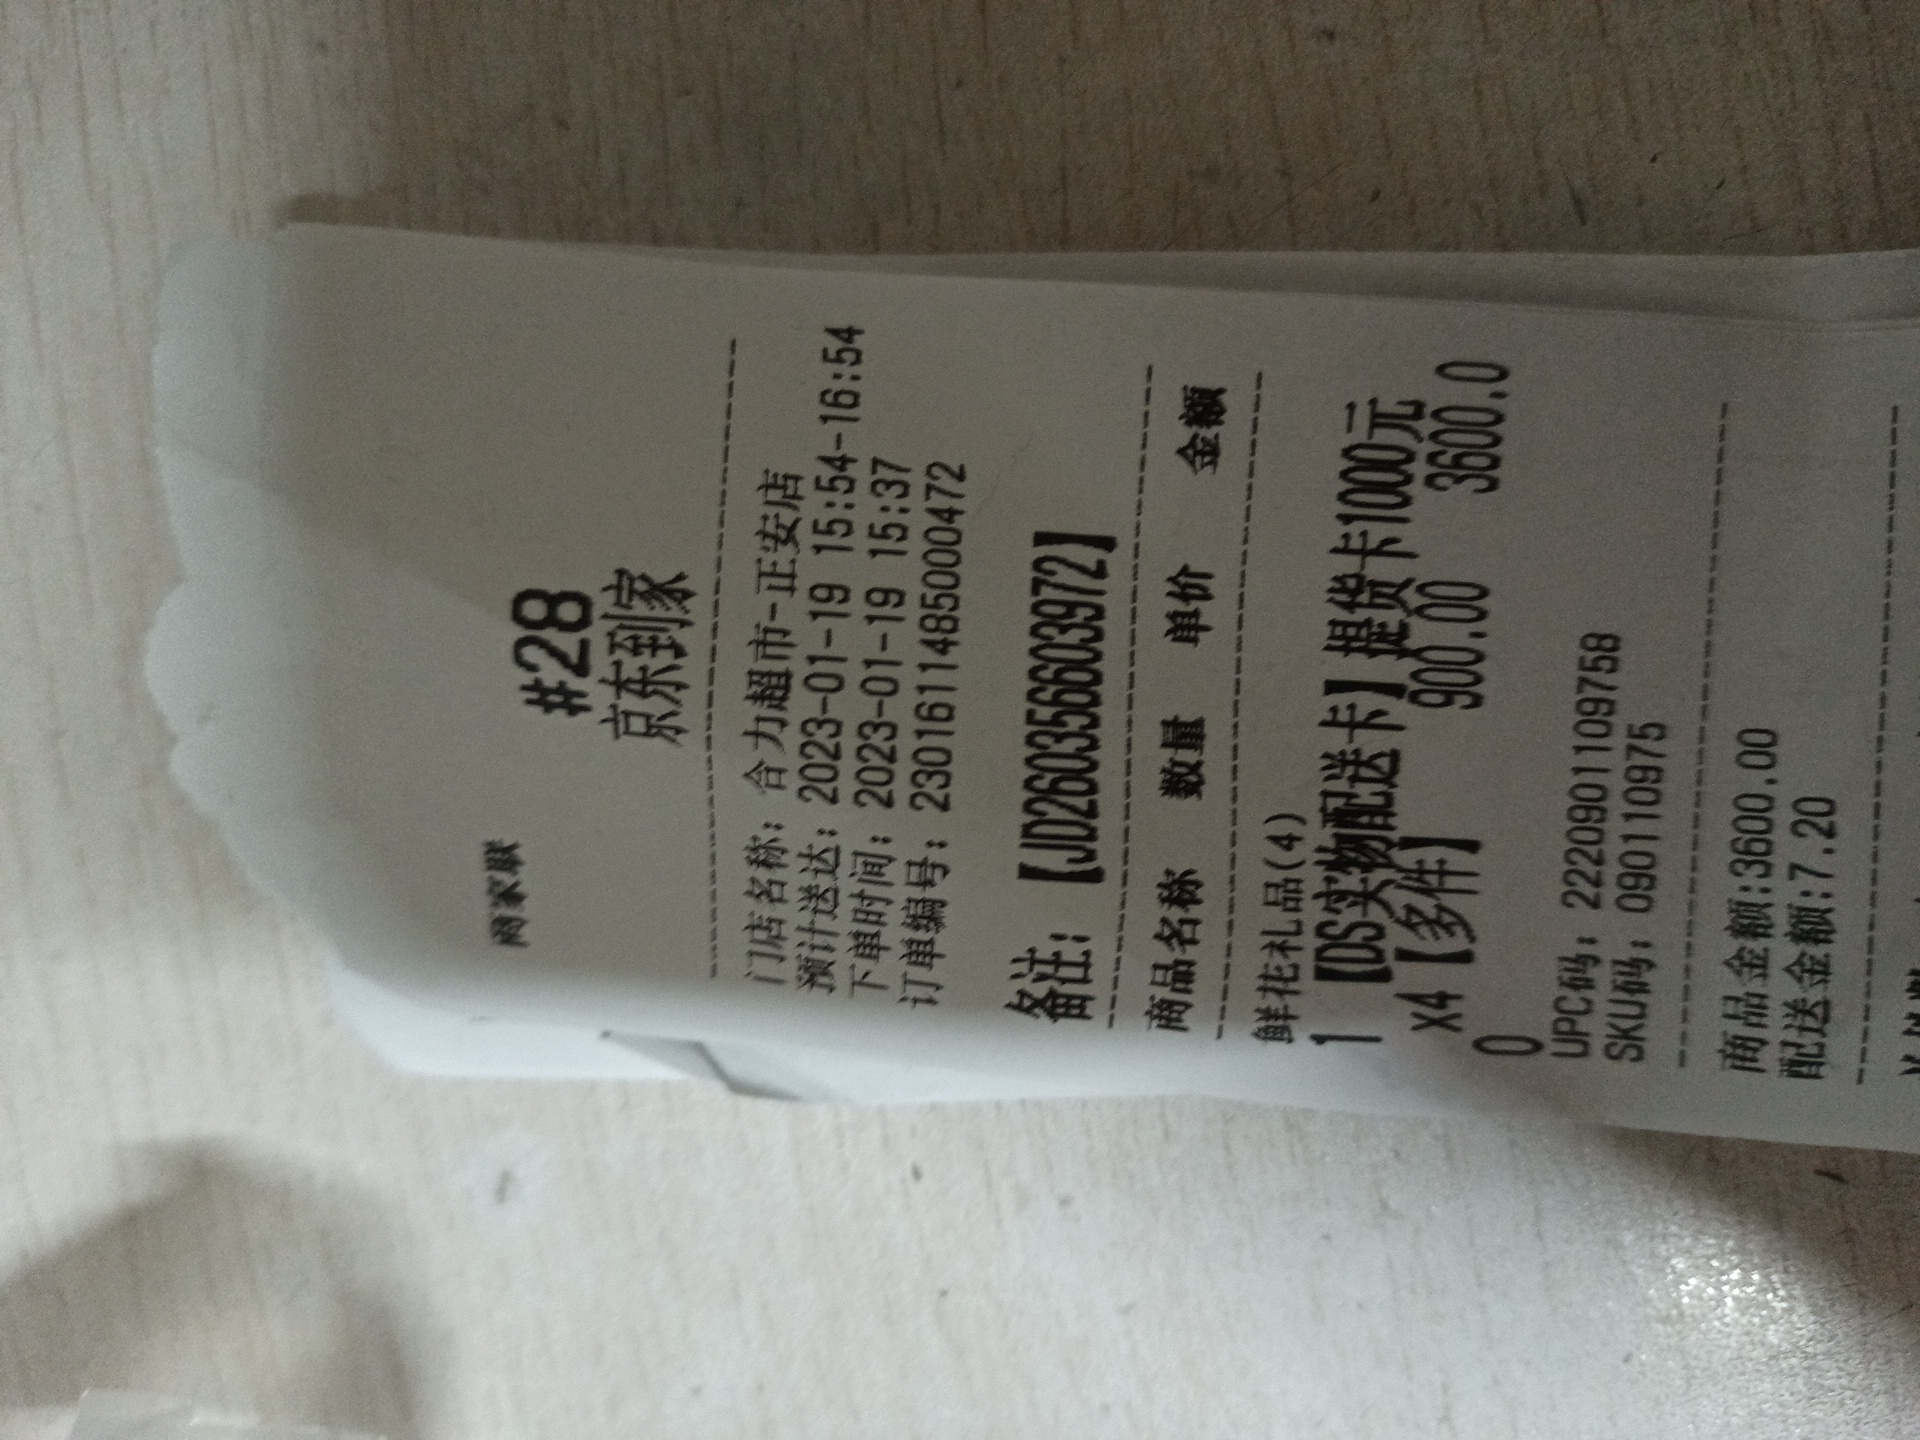 商家联
#28
京东到家
门店名称: 合力超市-正安店
预计送达: 2023-01-19 15:54-16:54
下单时间: 2023-01-19 15:37
订单编号: 2301611485000472
备注: 【JD2603566603972】
商品名称 数量 单价 金额
鲜花礼品(4)
1 【DS实物配送卡】提货卡1000元
x4【多件】 900.00 3600.0
0
UPC码: 2220901109758
SKU码: 090110975
商品金额:3600.00
配送金额:7.20